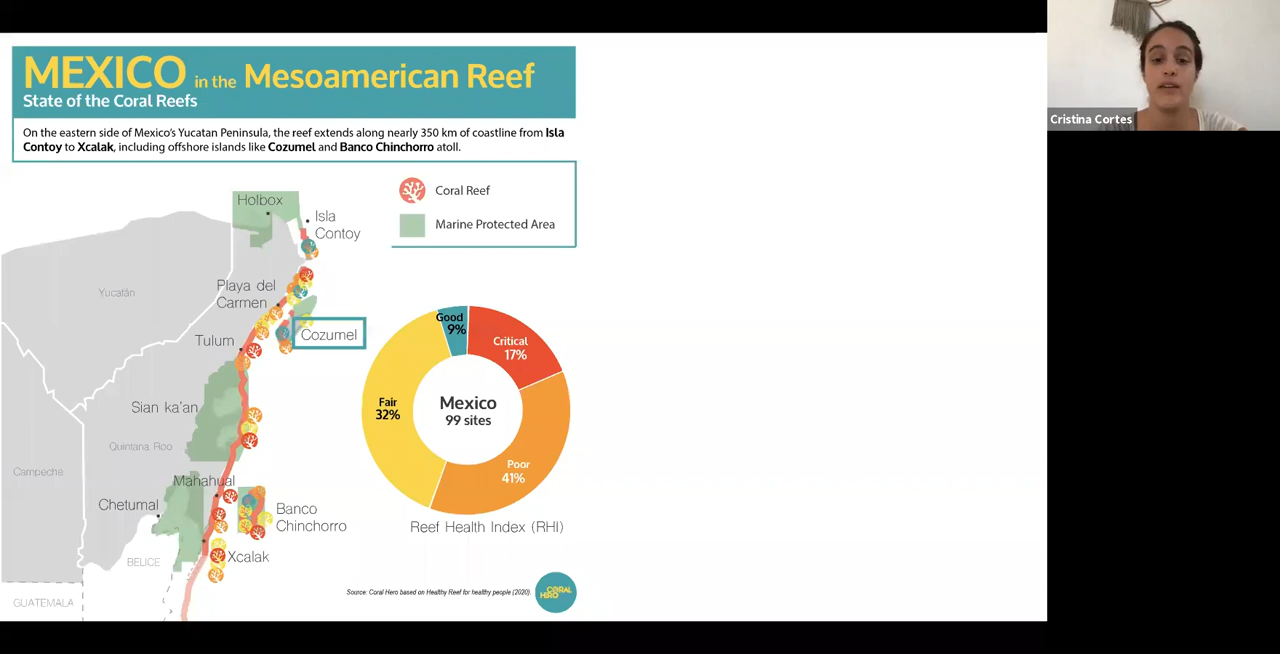 MEXICO in the Mesoamerican Reef
State of the Coral Reefs
On the eastern side of Mexico's Yucatan Peninsula, the reef extends along nearly 350 km of coastline from Isla
Contoy to Xcalak, including offshore islands like Cozumel and Banco Chinchorro atoll.
Coral Reef
Marine Protected Area
Holbox
Isla
Contoy
Yucatán
Playa del
Carmen
Cozumel
Tulum
Sian ka'an
Quintana Roo
Campeche
Mahahual
Chetumal
Banco
Chinchorro
Xcalak
BELICE
GUATEMALA
Good
9%
Critical
17%
Fair
32%
Mexico
99 sites
Poor
41%
Reef Health Index (RHI)
Source: Coral Hero based on Healthy Reef for healthy people (2020).
CORAL
HERO
Cristina Cortes